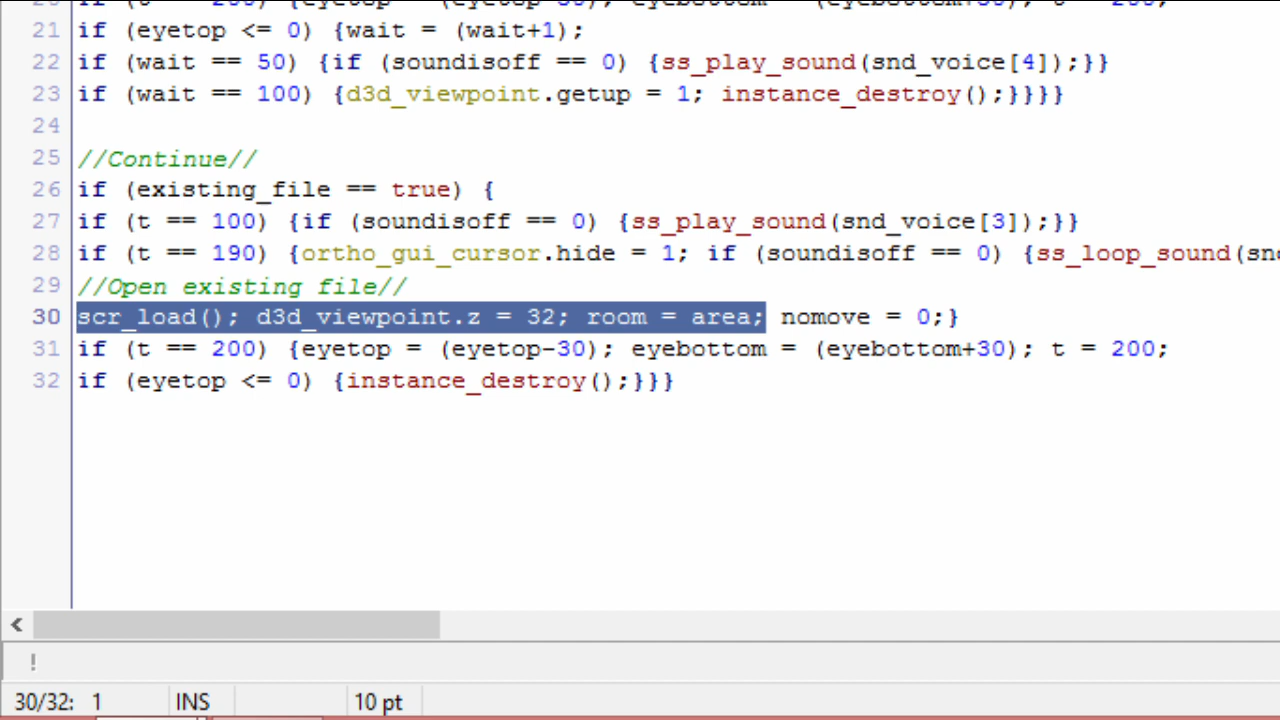 21 if (eyetop <= 0) {wait = (wait+1);
22 if (wait == 50) {if (soundisoff == 0) {ss_play_sound(snd_voice[4]);}}
23 if (wait == 100) {d3d_viewpoint.getup = 1; instance_destroy();}}}}
24
25 //Continue//
26 if (existing_file == true) {
27 if (t == 100) {if (soundisoff == 0) {ss_play_sound(snd_voice[3]);}}
28 if (t == 190) {ortho_gui_cursor.hide = 1; if (soundisoff == 0) {ss_loop_sound(snd
29 //Open existing file//
30 scr_load(); d3d_viewpoint.z = 32; room = area; nomove = 0;}
31 if (t == 200) {eyetop = (eyetop-30); eyebottom = (eyebottom+30); t = 200;
32 if (eyetop <= 0) {instance_destroy();}}}
!
30/32: 1 INS 10 pt